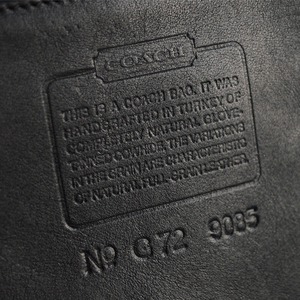 COACH
THIS IS A COACH BAG. IT WAS
HANDCRAFTED IN TURKEY OF
COMPLETELY NATURAL GLOVE-
TANNED COWHIDE. THE VARIATIONS
IN THE GRAIN ARE CHARACTERISTIC
OF NATURAL FULL-GRAIN LEATHER.
No G72 9085